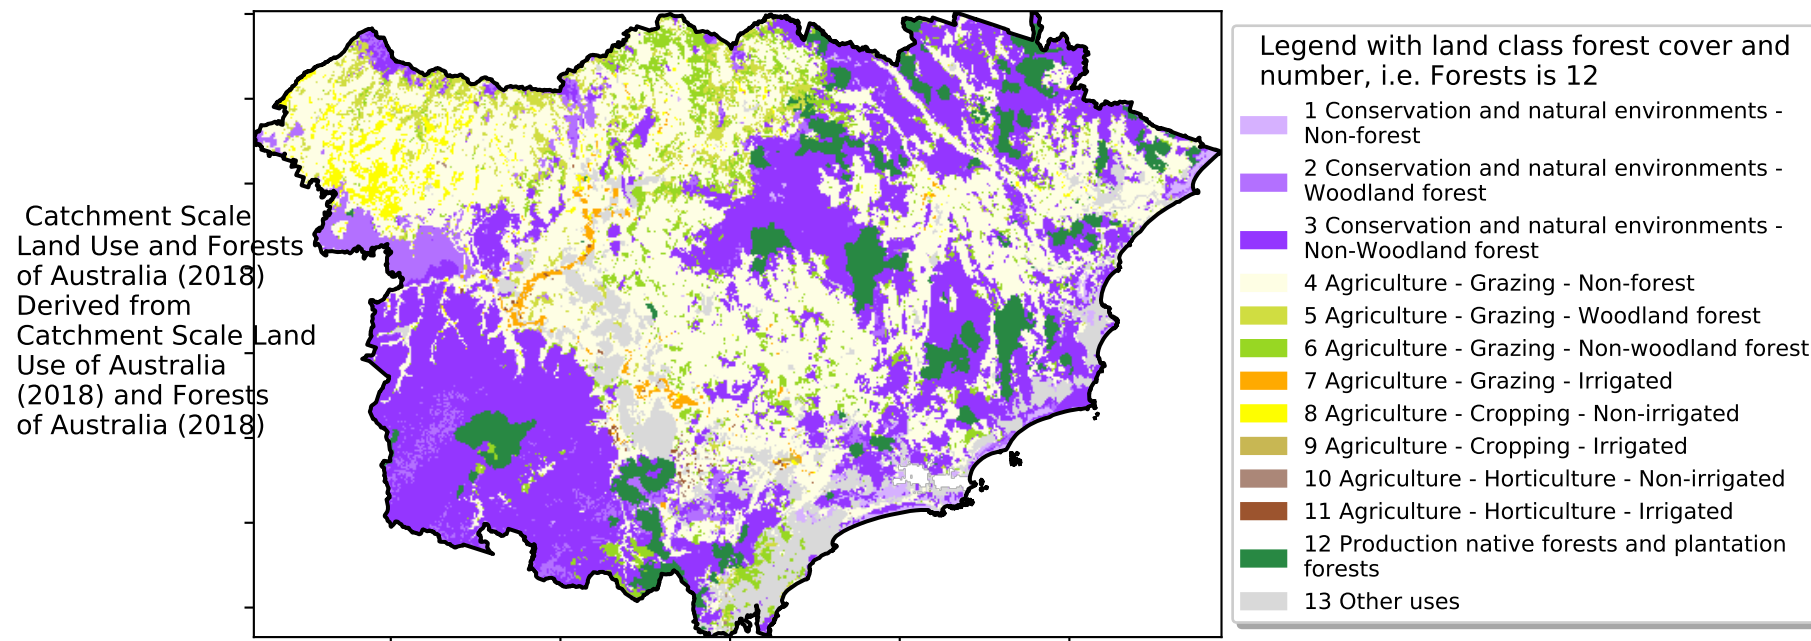 Catchment Scale
Land Use and Forests
of Australia (2018)
Derived from
Catchment Scale Land
Use of Australia
(2018) and Forests
of Australia (2018)
Legend with land class forest cover and
number, i.e. Forests is 12
1 Conservation and natural environments -
Non-forest
2 Conservation and natural environments -
Woodland forest
3 Conservation and natural environments -
Non-Woodland forest
4 Agriculture - Grazing - Non-forest
5 Agriculture - Grazing - Woodland forest
6 Agriculture - Grazing - Non-woodland forest
7 Agriculture - Grazing - Irrigated
8 Agriculture - Cropping - Non-irrigated
9 Agriculture - Cropping - Irrigated
10 Agriculture - Horticulture - Non-irrigated
11 Agriculture - Horticulture - Irrigated
12 Production native forests and plantation
forests
13 Other uses